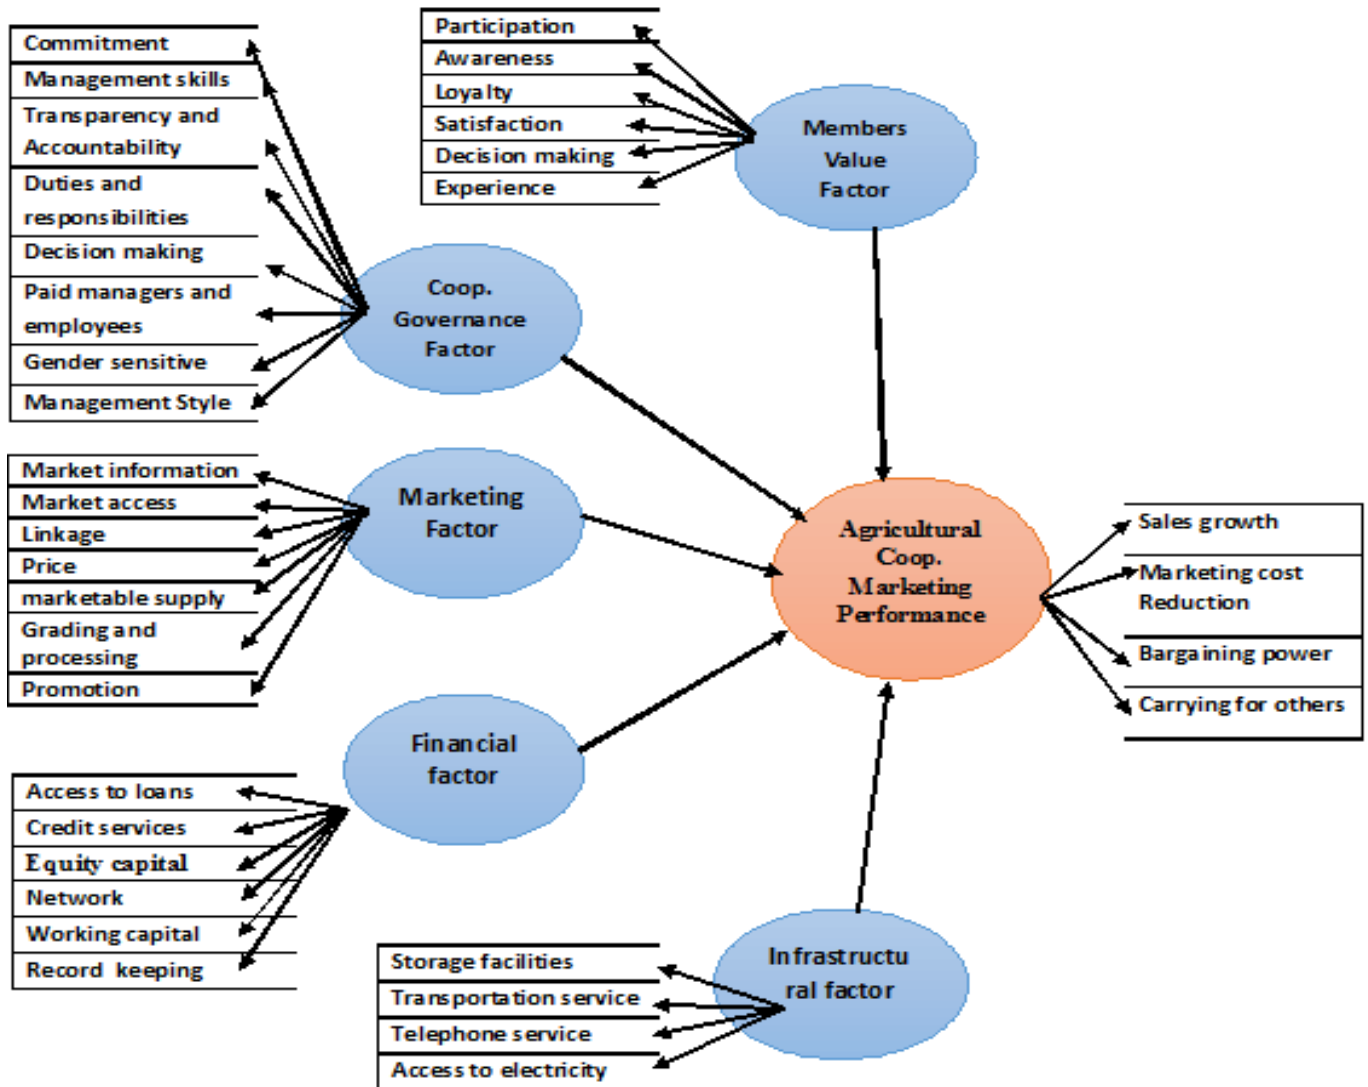 Commitment
Management skills
Transparency and
Accountability
Duties and
responsibilities
Decision making
Paid managers and
employees
Gender sensitive
Management Style
Participation
Awareness
Loyalty
Satisfaction
Decision making
Experience
Members
Value
Factor
Coop.
Governance
Factor
Market information
Market access
Linkage
Price
marketable supply
Grading and
processing
Promotion
Marketing
Factor
Agricultural
Coop.
Marketing
Performance
Sales growth
Marketing cost
Reduction
Bargaining power
Carrying for others
Financial
factor
Access to loans
Credit services
Equity capital
Network
Working capital
Record keeping
Storage facilities
Transportation service
Telephone service
Access to electricity
Infrastructu
ral factor